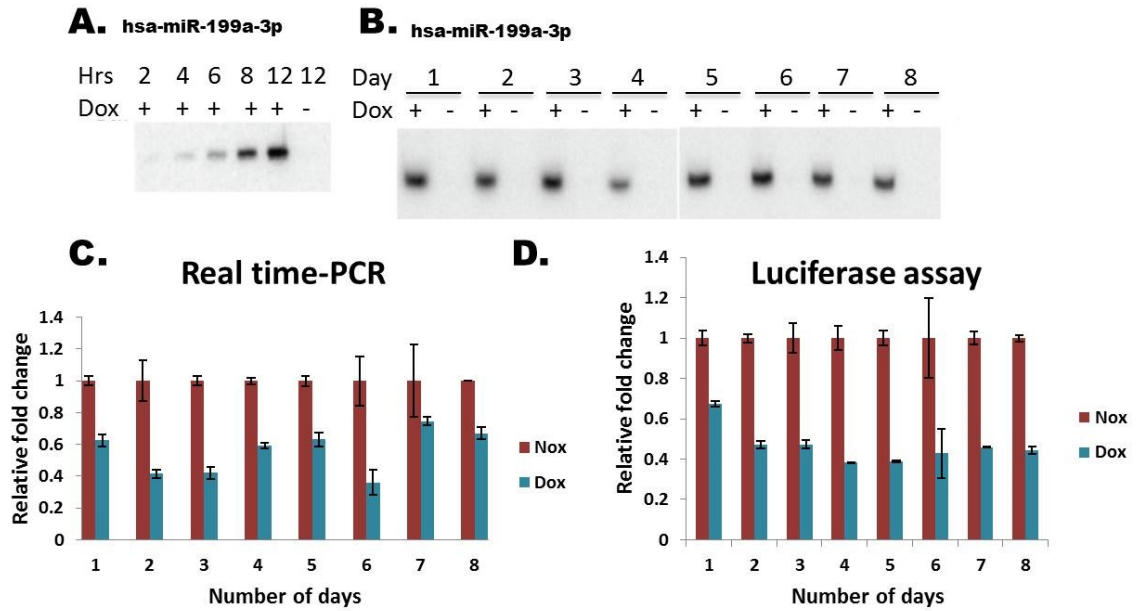 A. hsa-miR-199a-3p
Hrs 2 4 6 8 12 12
Dox + + + + + -
B. hsa-miR-199a-3p
Day 1 2 3 4 5 6 7 8
Dox + - + - + - + - + - + - + - + -
C.
Real time-PCR
Relative fold change
1.4
1.2
1
0.8
0.6
0.4
0.2
0
1 2 3 4 5 6 7 8
Number of days
Nox
Dox
D.
Luciferase assay
Relative fold change
1.4
1.2
1
0.8
0.6
0.4
0.2
0
1 2 3 4 5 6 7 8
Number of days
Nox
Dox